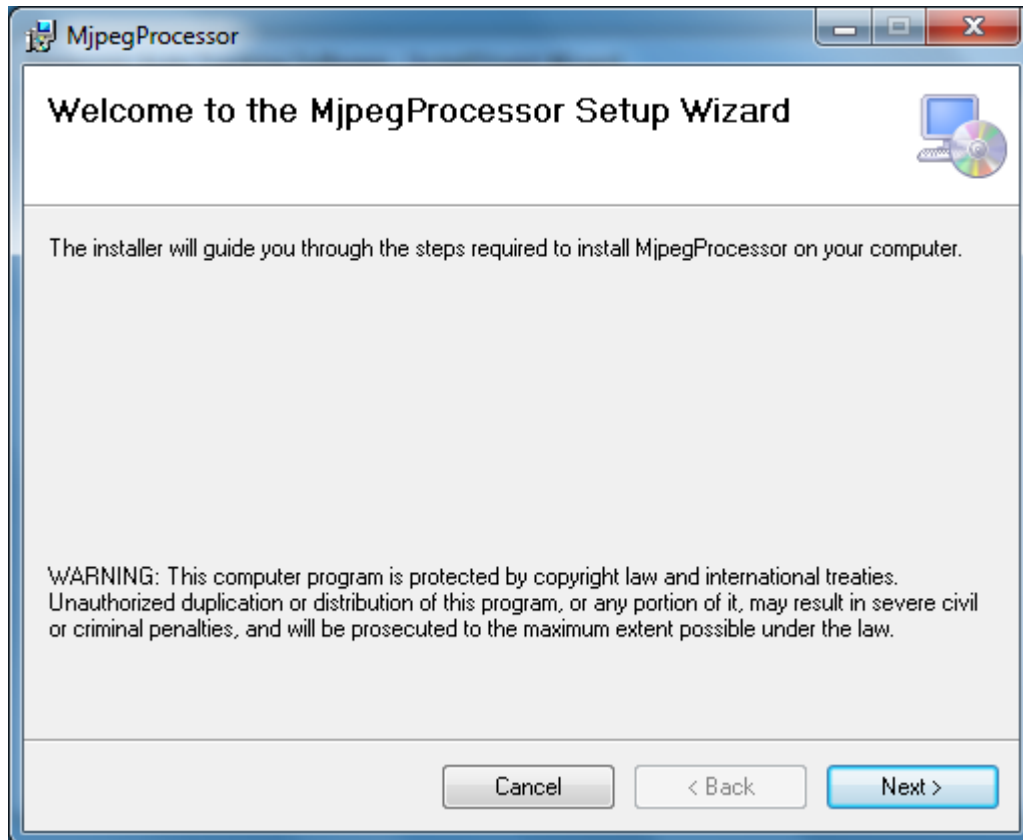 MjpegProcessor
Welcome to the MjpegProcessor Setup Wizard
The installer will guide you through the steps required to install MjpegProcessor on your computer.
WARNING: This computer program is protected by copyright law and international treaties.
Unauthorized duplication or distribution of this program, or any portion of it, may result in severe civil
or criminal penalties, and will be prosecuted to the maximum extent possible under the law.
Cancel
< Back
Next >